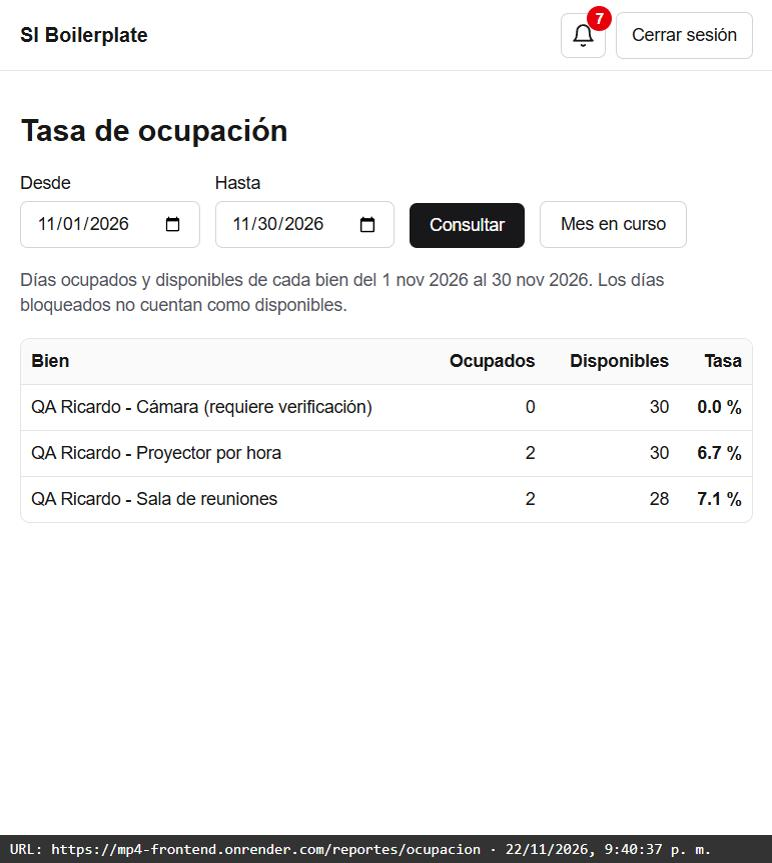 SI Boilerplate
7
Cerrar sesión
Tasa de ocupación
Desde
Hasta
11/01/2026
11/30/2026
Consultar
Mes en curso
Días ocupados y disponibles de cada bien del 1 nov 2026 al 30 nov 2026. Los días
bloqueados no cuentan como disponibles.
Bien Ocupados Disponibles Tasa
QA Ricardo - Cámara (requiere verificación) 0 30 0.0 %
QA Ricardo - Proyector por hora 2 30 6.7 %
QA Ricardo - Sala de reuniones 2 28 7.1 %
URL: https://mp4-frontend.onrender.com/reportes/ocupacion · 22/11/2026, 9:40:37 p. m.